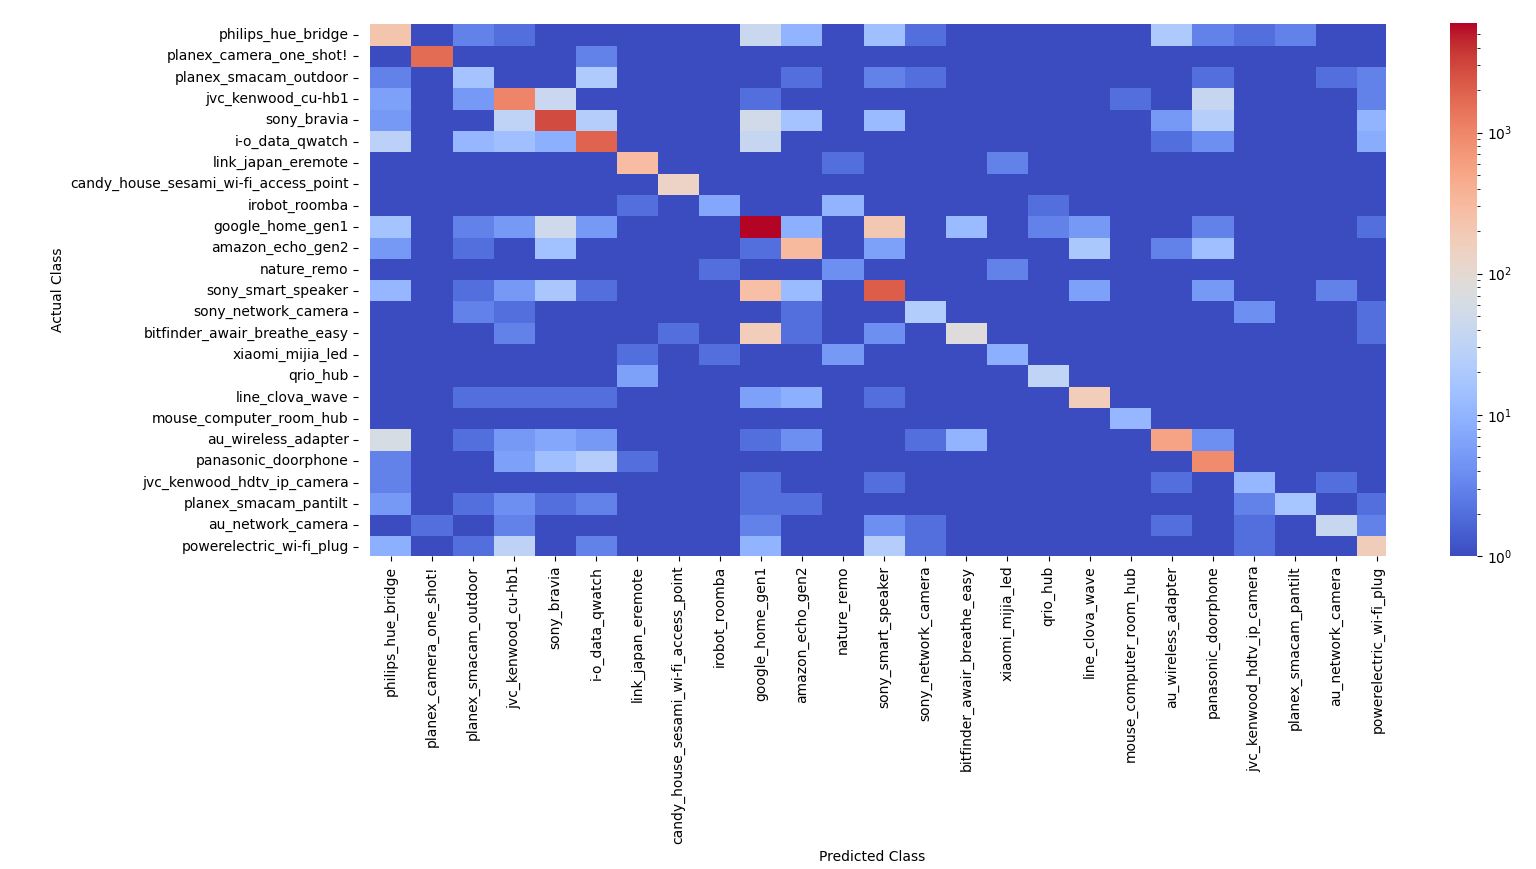 philips_hue_bridge
planex_camera_one_shot!
planex_smacam_outdoor
jvc_kenwood_cu-hb1
sony_bravia
i-o_data_qwatch
link_japan_eremote
candy_house_sesami_wi-fi_access_point
irobot_roomba
google_home_gen1
amazon_echo_gen2
nature_remo
sony_smart_speaker
sony_network_camera
bitfinder_awair_breathe_easy
xiaomi_mijia_led
qrio_hub
line_clova_wave
mouse_computer_room_hub
au_wireless_adapter
panasonic_doorphone
jvc_kenwood_hdtv_ip_camera
planex_smacam_pantilt
au_network_camera
powerelectric_wi-fi_plug
Actual Class
philips_hue_bridge
planex_camera_one_shot!
planex_smacam_outdoor
jvc_kenwood_cu-hb1
sony_bravia
i-o_data_qwatch
link_japan_eremote
candy_house_sesami_wi-fi_access_point
irobot_roomba
google_home_gen1
amazon_echo_gen2
nature_remo
sony_smart_speaker
sony_network_camera
bitfinder_awair_breathe_easy
xiaomi_mijia_led
qrio_hub
line_clova_wave
mouse_computer_room_hub
au_wireless_adapter
panasonic_doorphone
jvc_kenwood_hdtv_ip_camera
planex_smacam_pantilt
au_network_camera
powerelectric_wi-fi_plug
Predicted Class
10³
10²
10¹
10⁰